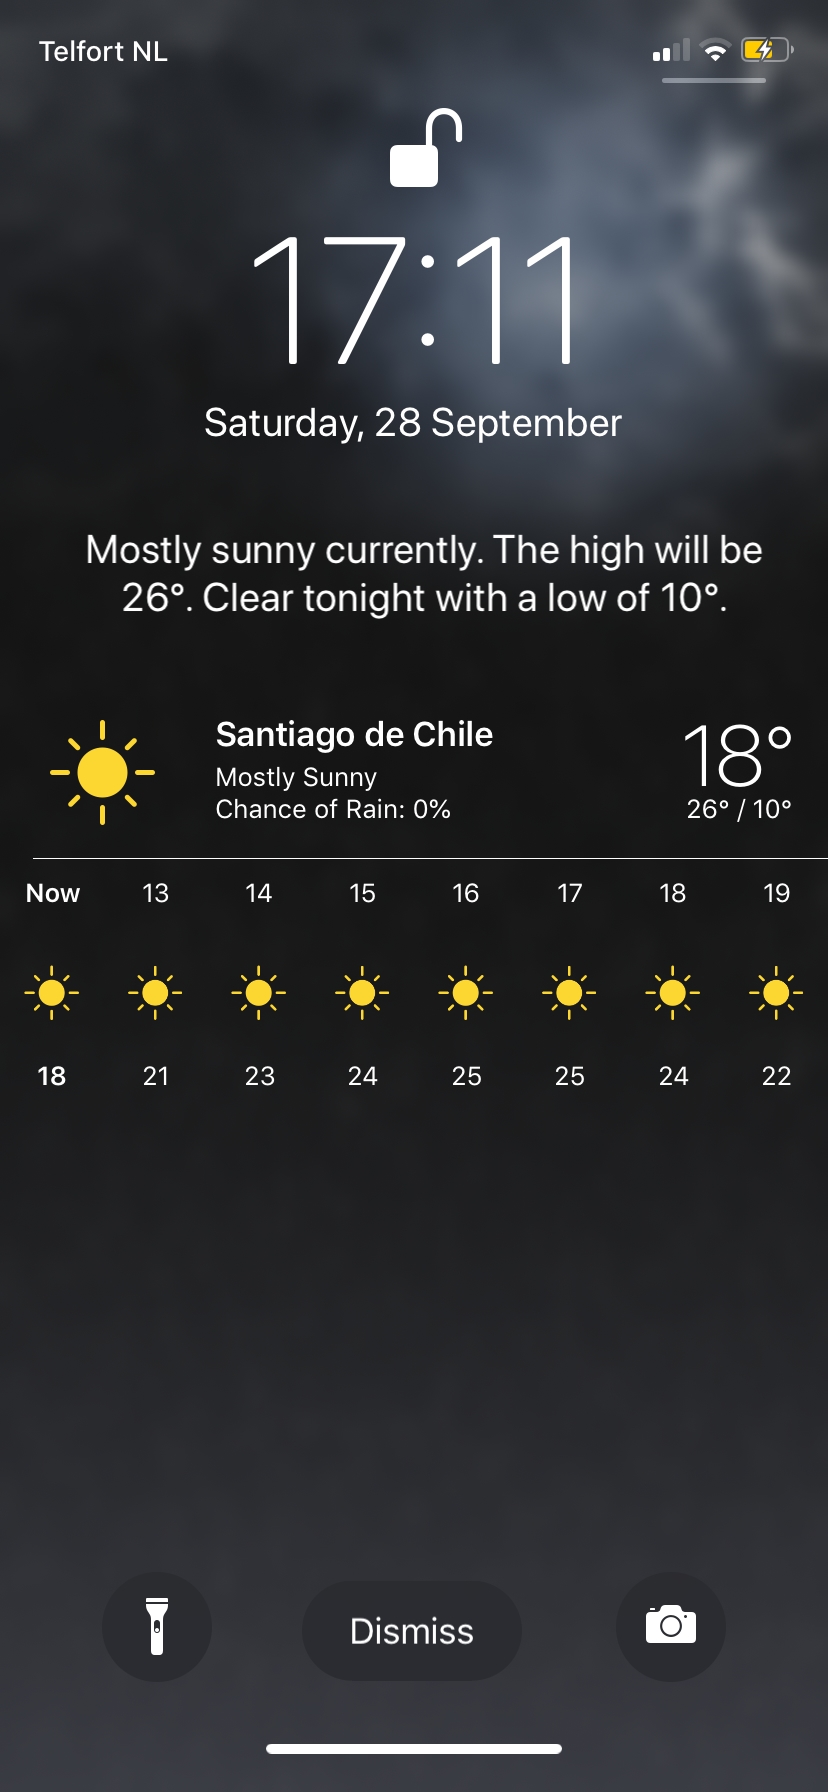 Telfort NL
17:11
Saturday, 28 September
Mostly sunny currently. The high will be
26°. Clear tonight with a low of 10°.
Santiago de Chile
18°
Mostly Sunny
Chance of Rain: 0%
26° / 10°
Now 13 14 15 16 17 18 19
18 21 23 24 25 25 24 22
Dismiss